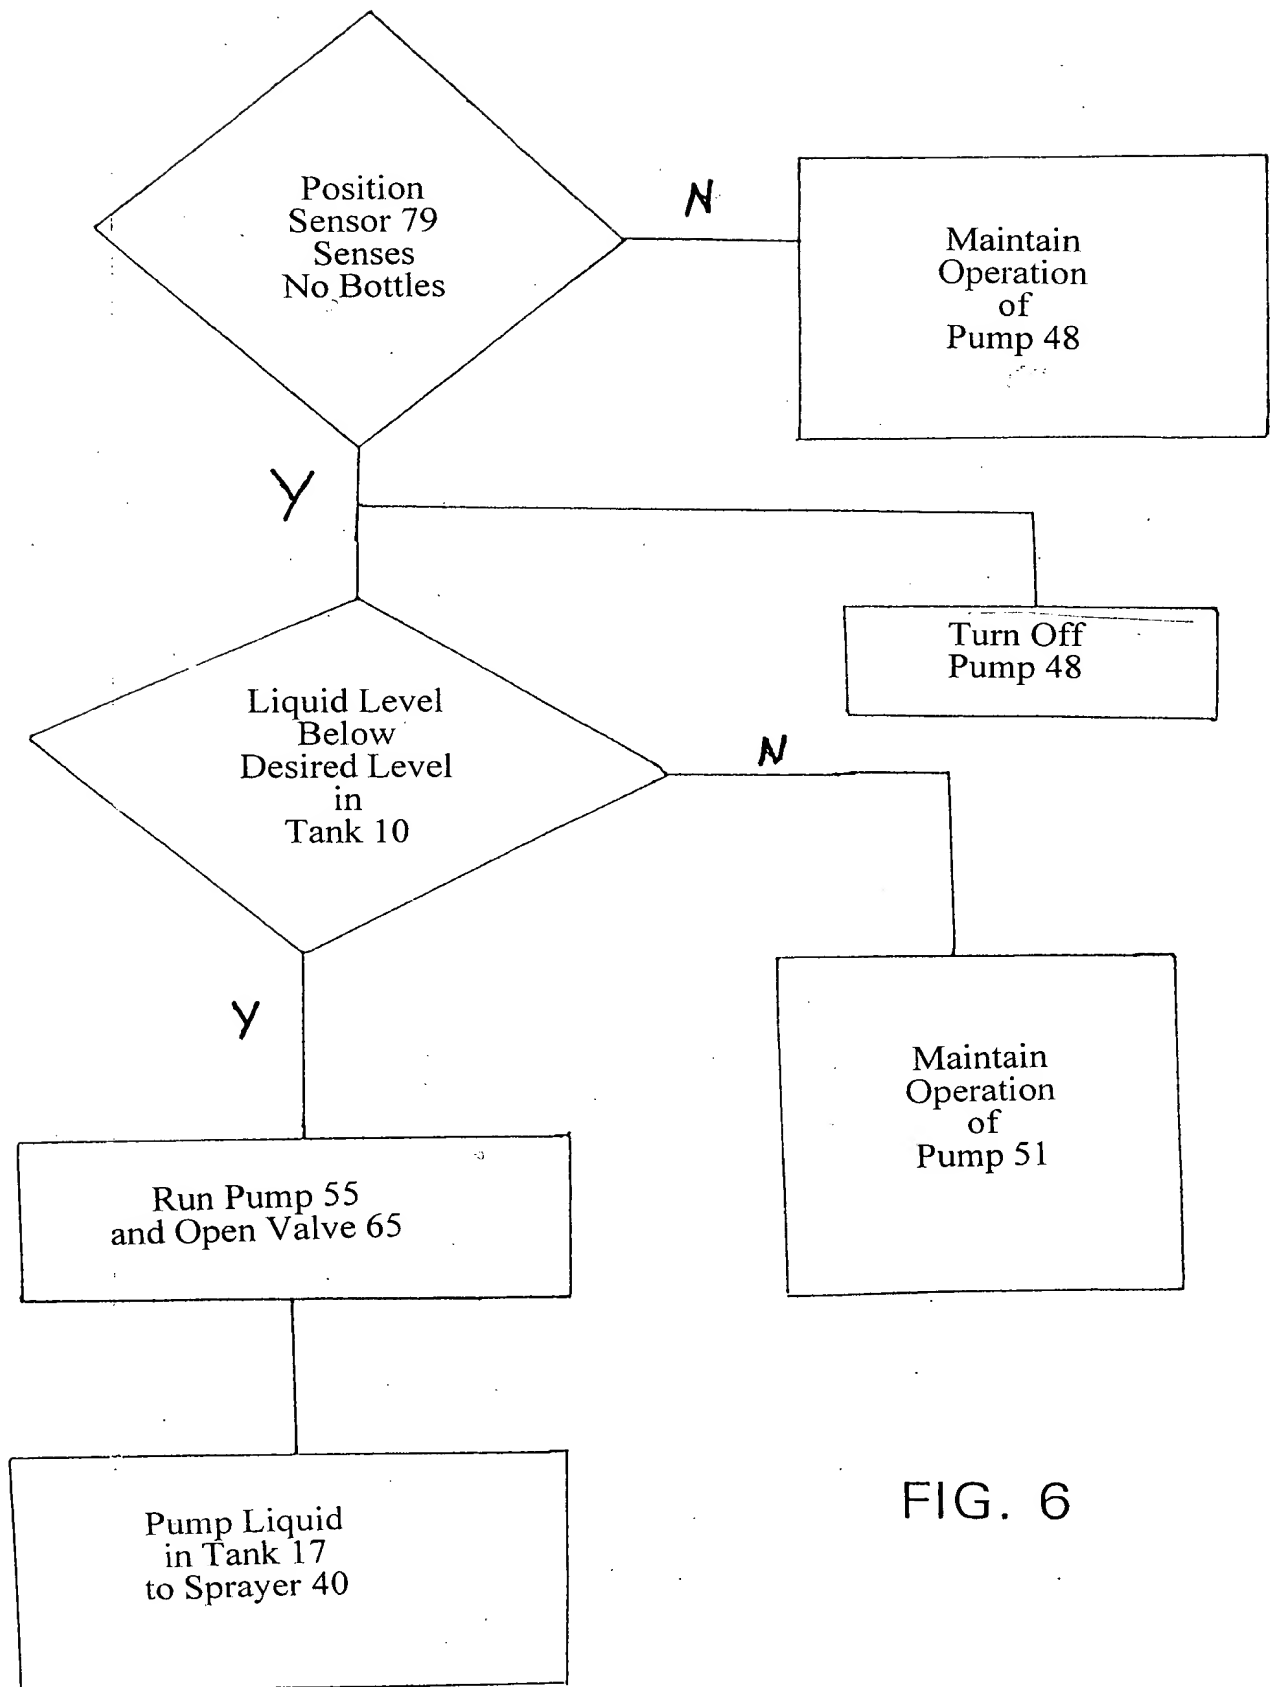 Position
Sensor 79
Senses
No Bottles
N
Maintain
Operation
of
Pump 48
Y
Turn Off
Pump 48
Liquid Level
Below
Desired Level
in
Tank 10
N
Y
Maintain
Operation
of
Pump 51
Run Pump 55
and Open Valve 65
Pump Liquid
in Tank 17
to Sprayer 40
FIG. 6